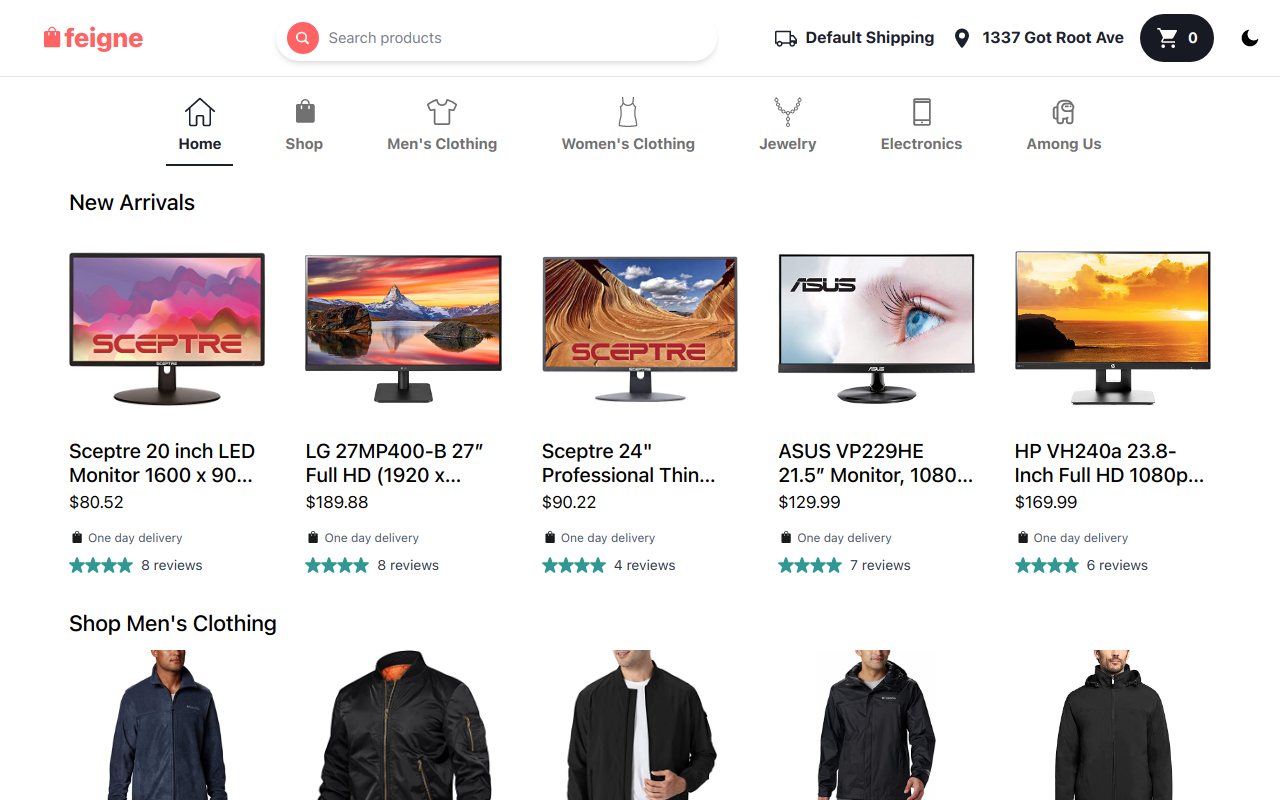 feigne
Search products
Default Shipping
1337 Got Root Ave
0
Home
Shop
Men's Clothing
Women's Clothing
Jewelry
Electronics
Among Us
New Arrivals
SCEPTRE
SCEPTRE
SCEPTRE
SCEPTRE
ASUS
ASUS
Sceptre 20 inch LED
Monitor 1600 x 90...
$80.52
One day delivery
8 reviews
LG 27MP400-B 27”
Full HD (1920 x...
$189.88
One day delivery
8 reviews
Sceptre 24"
Professional Thin...
$90.22
One day delivery
4 reviews
ASUS VP229HE
21.5” Monitor, 1080...
$129.99
One day delivery
7 reviews
HP VH240a 23.8-
Inch Full HD 1080p...
$169.99
One day delivery
6 reviews
Shop Men's Clothing